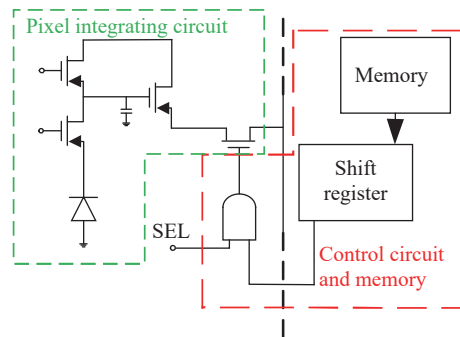 Pixel integrating circuit
Memory
Shift
register
SEL
Control circuit
and memory